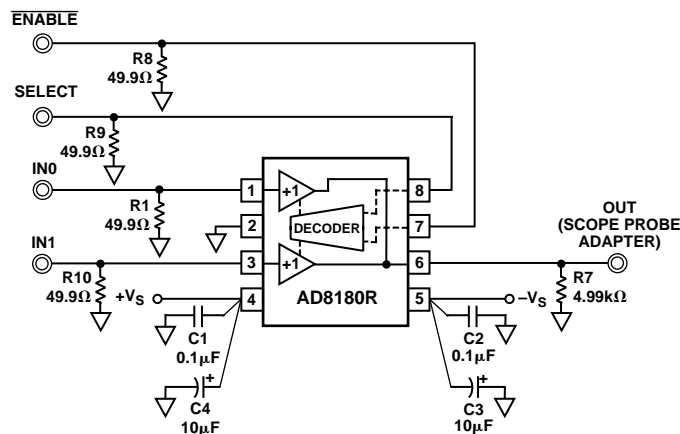 ENABLE
R8
49.9Ω
SELECT
R9
49.9Ω
IN0
1
+1
8
R1
49.9Ω
2
DECODER
7
OUT
(SCOPE PROBE
ADAPTER)
IN1
3
+1
6
R10
49.9Ω
R7
4.99kΩ
+VS
4
AD8180R
5
–VS
C1
0.1μF
C2
0.1μF
+
C4
10μF
+
C3
10μF